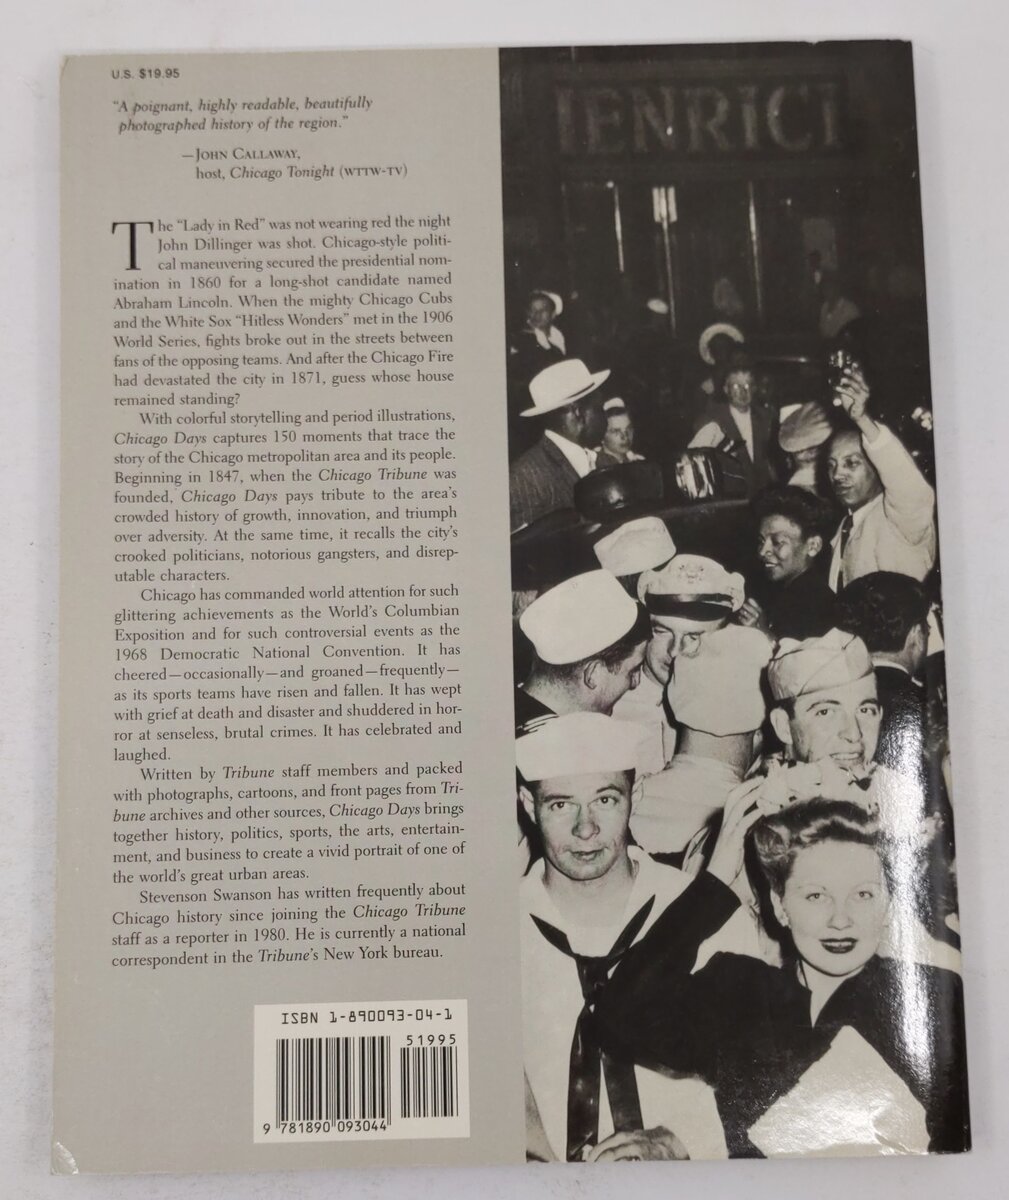 U.S. $19.95
"A poignant, highly readable, beautifully
photographed history of the region."
—JOHN CALLAWAY,
host, Chicago Tonight (WTTW-TV)
The "Lady in Red" was not wearing red the night
John Dillinger was shot. Chicago-style politi-
cal maneuvering secured the presidential nom-
ination in 1860 for a long-shot candidate named
Abraham Lincoln. When the mighty Chicago Cubs
and the White Sox "Hitless Wonders" met in the 1906
World Series, fights broke out in the streets between
fans of the opposing teams. And after the Chicago Fire
had devastated the city in 1871, guess whose house
remained standing?
With colorful storytelling and period illustrations,
Chicago Days captures 150 moments that trace the
story of the Chicago metropolitan area and its people.
Beginning in 1847, when the Chicago Tribune was
founded, Chicago Days pays tribute to the area's
crowded history of growth, innovation, and triumph
over adversity. At the same time, it recalls the city's
crooked politicians, notorious gangsters, and disrep-
utable characters.
Chicago has commanded world attention for such
glittering achievements as the World's Columbian
Exposition and for such controversial events as the
1968 Democratic National Convention. It has
cheered—occasionally—and groaned—frequently—
as its sports teams have risen and fallen. It has wept
with grief at death and disaster and shuddered in hor-
ror at senseless, brutal crimes. It has celebrated and
laughed.
Written by Tribune staff members and packed
with photographs, cartoons, and front pages from Tri-
bune archives and other sources, Chicago Days brings
together history, politics, sports, the arts, entertain-
ment, and business to create a vivid portrait of one of
the world's great urban areas.
Stevenson Swanson has written frequently about
Chicago history since joining the Chicago Tribune
staff as a reporter in 1980. He is currently a national
correspondent in the Tribune's New York bureau.
ISBN 1-890093-04-1
51995
9 781890 093044
ENRICI